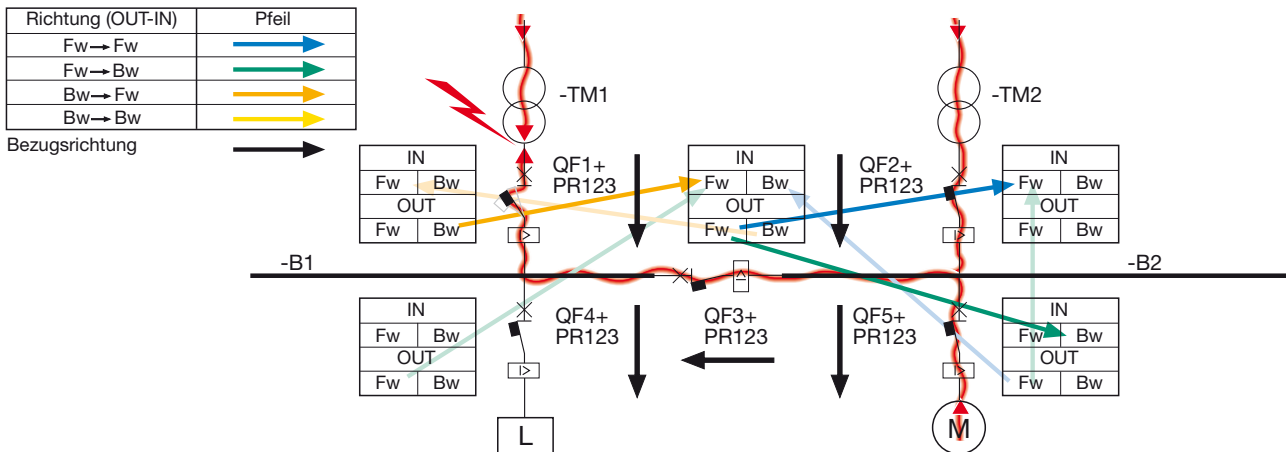 Richtung (OUT-IN) Pfeil
Fw→Fw
Fw→Bw
Bw→Fw
Bw→Bw
Bezugsrichtung
-TM1 -TM2
IN QF1+ PR123 IN QF2+ PR123 IN
Fw Bw Fw Bw Fw Bw
OUT OUT OUT
Fw Bw Fw Bw Fw Bw
I> I>
-B1 I> -B2
IN QF4+ PR123 QF3+ PR123 QF5+ PR123 IN
Fw Bw Fw Bw
OUT OUT
Fw Bw I> I> Fw Bw
L M